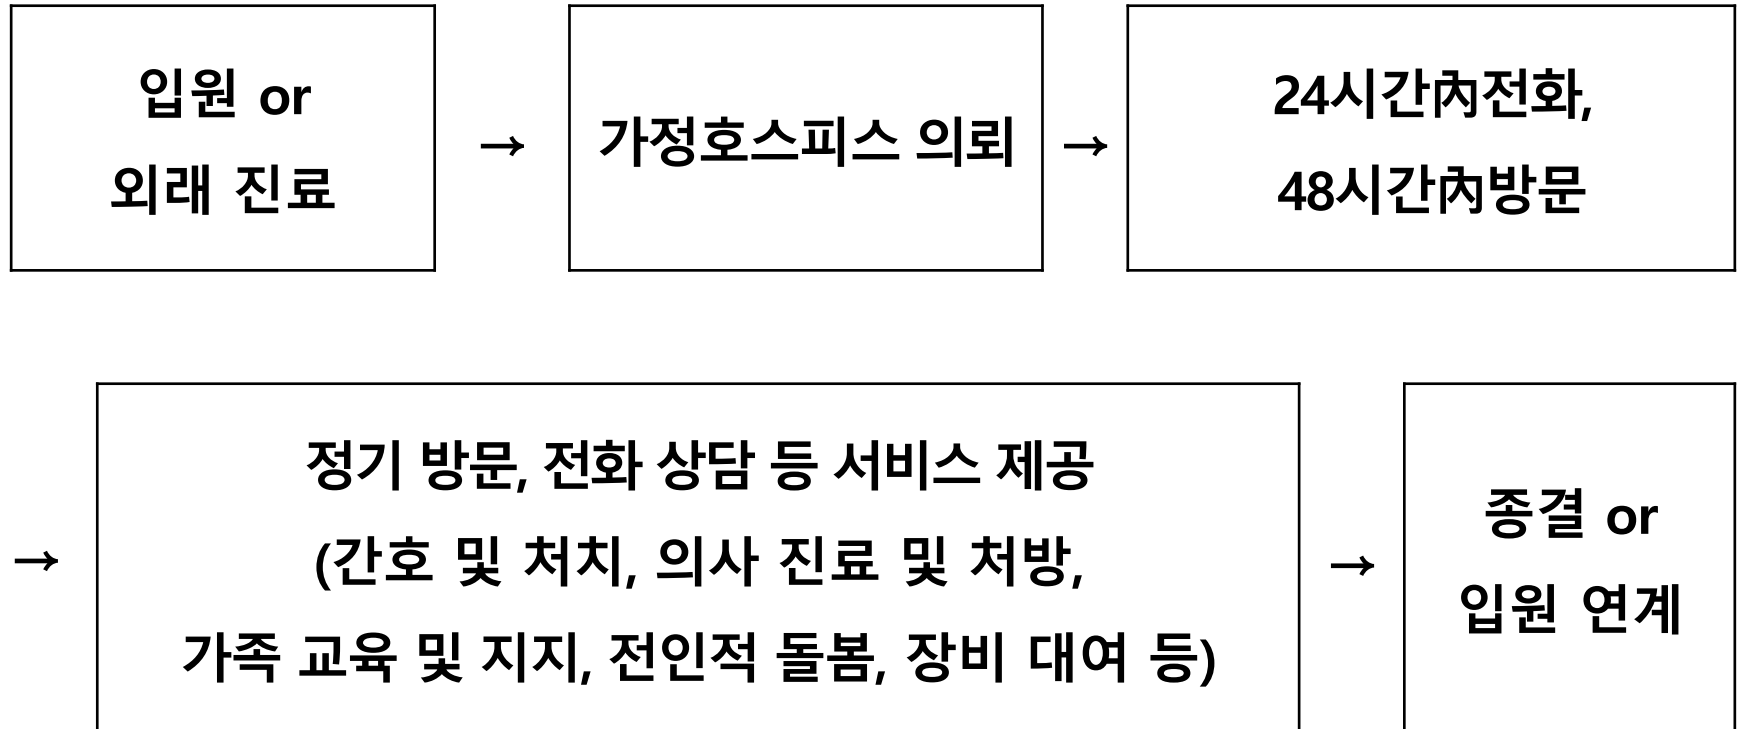 입원 or
외래 진료
→
가정호스피스 의뢰
→
24시간內전화,
48시간內방문
→
정기 방문, 전화 상담 등 서비스 제공
(간호 및 처치, 의사 진료 및 처방,
가족 교육 및 지지, 전인적 돌봄, 장비 대여 등)
→
종결 or
입원 연계